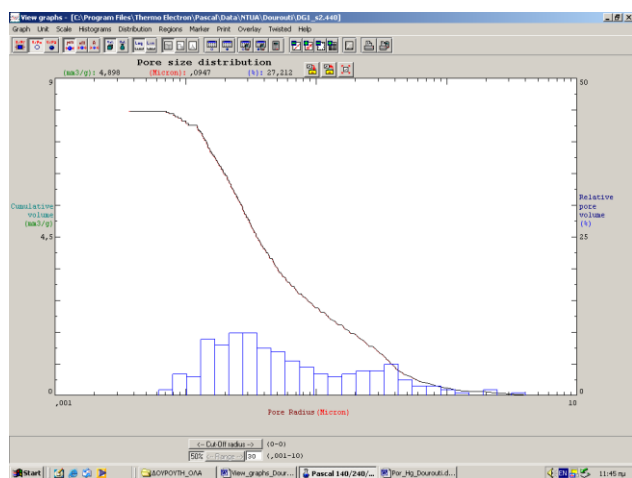 View graphs - [C:\Program Files\Thermo Electron\Pascal\Data\NTUA\Dourouti\DG1_s2.440]
Graph Unit Scale Histograms Distribution Regions Marker Print Overlay Twisted Help
Pore size distribution
(mm3/g): 4,898 (Micron): ,0947 (%): 27,212
9
50
Cumulative
volume
(mm3/g)
4,5
Relative
pore
volume
(%)
25
0
0
,001
10
Pore Radius(Micron)
<- Cut-Off radius -> (0-0)
50% <-Range-> 30 (,001-10)
Start
ΔΟΥΡΟΥΤΗ_ΟΛΑ
View_graphs_Dour...
Pascal 140/240/...
Por_Hg_Dourouti.d...
EN
11:45 πμ